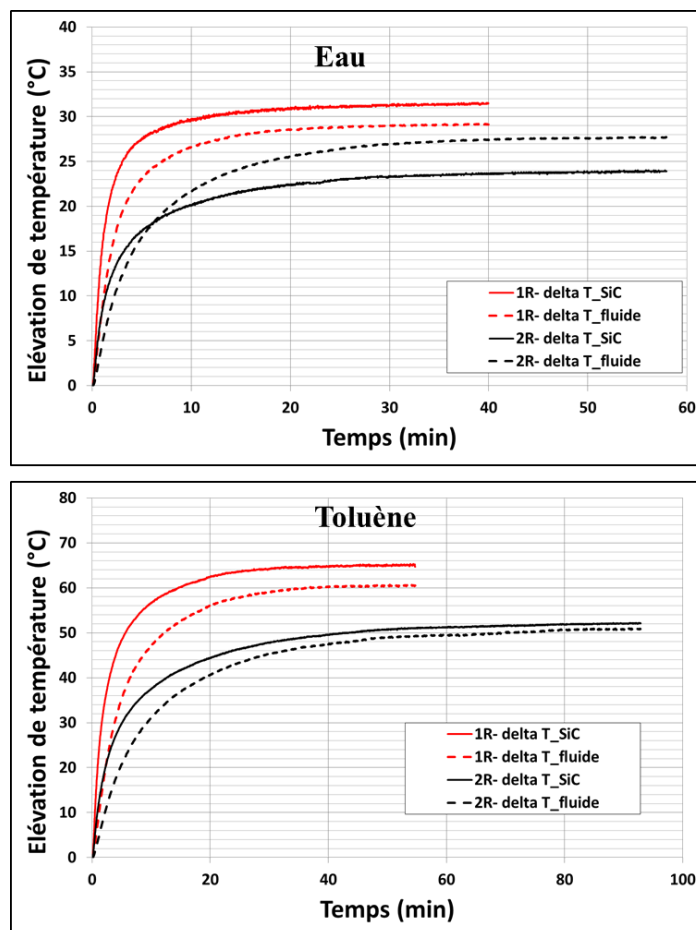 Eau
Elévation de température (°C)
40
35
30
25
20
15
10
5
0
1R- delta T_SiC
1R- delta T_fluide
2R- delta T_SiC
2R- delta T_fluide
0 10 20 30 40 50 60
Temps (min)
Toluène
Elévation de température (°C)
80
70
60
50
40
30
20
10
0
1R- delta T_SiC
1R- delta T_fluide
2R- delta T_SiC
2R- delta T_fluide
0 20 40 60 80 100
Temps (min)